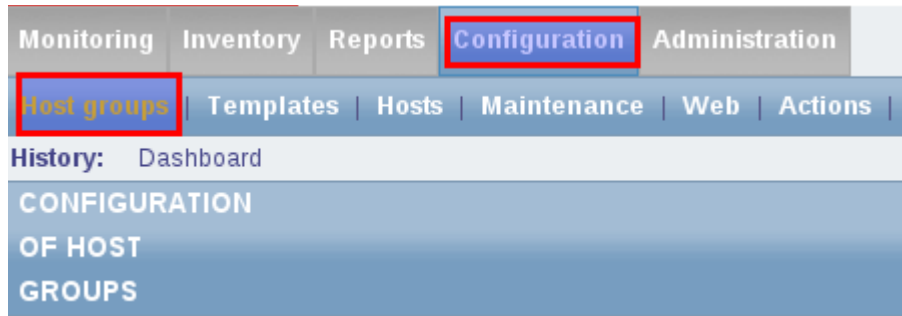 Monitoring Inventory Reports Configuration Administration
Host groups | Templates | Hosts | Maintenance | Web | Actions |
History: Dashboard
CONFIGURATION
OF HOST
GROUPS